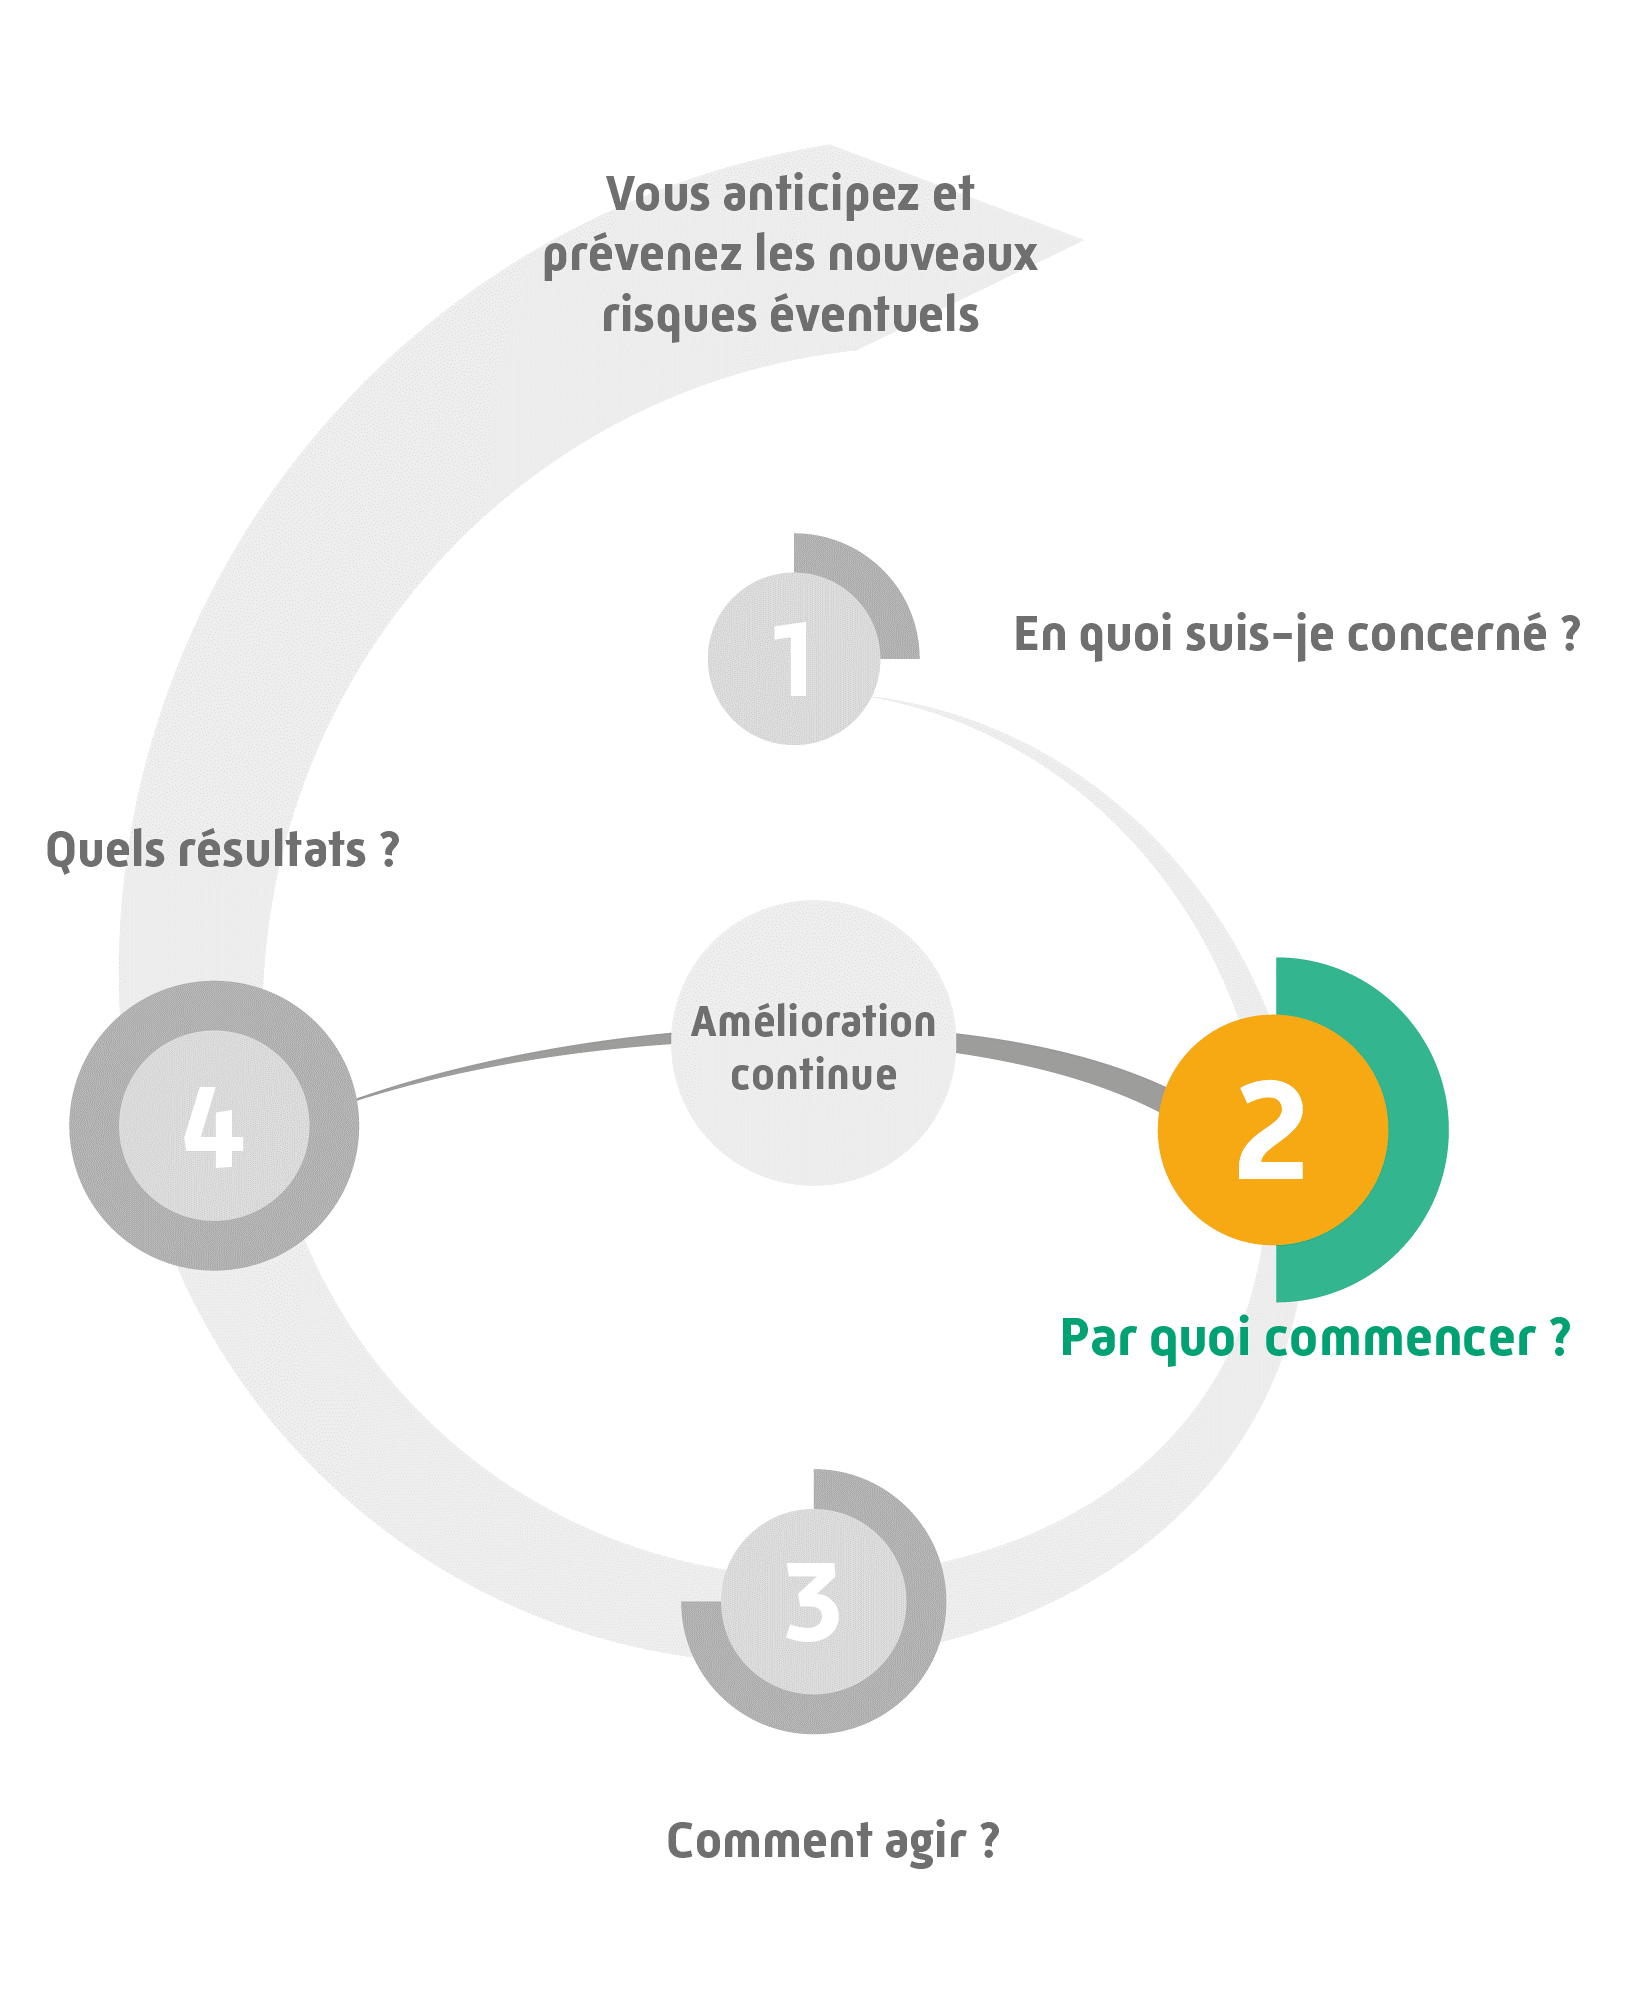 Vous anticipez et
prévenez les nouveaux
risques éventuels
1
En quoi suis-je concerné ?
Quels résultats ?
Amélioration
continue
4
2
Par quoi commencer ?
3
Comment agir ?